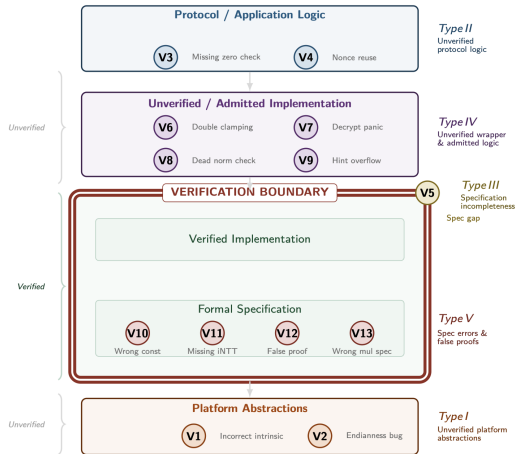 Protocol / Application Logic
V3 Missing zero check V4 Nonce reuse
Type II
Unverified
protocol logic
Unverified
Unverified / Admitted Implementation
V6 Double clamping V7 Decrypt panic
V8 Dead norm check V9 Hint overflow
Type IV
Unverified wrapper
& admitted logic
VERIFICATION BOUNDARY
V5
Type III
Specification
incompleteness
Spec gap
Verified
Verified Implementation
Formal Specification
V10 V11 V12 V13
Wrong const Missing iNTT False proof Wrong mul spec
Type V
Spec errors &
false proofs
Unverified
Platform Abstractions
V1 Incorrect intrinsic V2 Endianness bug
Type I
Unverified platform
abstractions